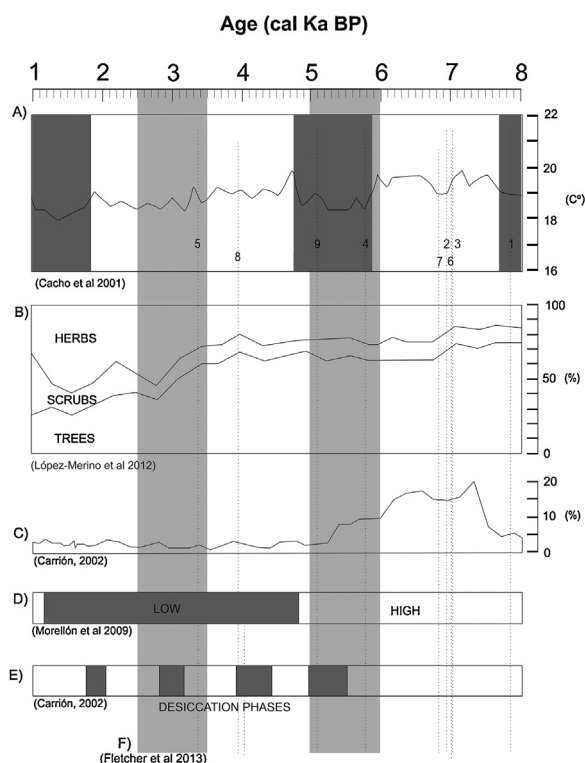 Age (cal Ka BP)
1 2 3 4 5 6 7 8
A)
22
20
(Cº)
18
16
5 8 9 4 2 3 7 6 1
(Cacho et al 2001)
B)
HERBS
SCRUBS
TREES
100
50 (%)
0
(López-Merino et al 2012)
C)
20
10 (%)
0
(Carrión, 2002)
D)
LOW
HIGH
(Morellón et al 2009)
E)
(Carrión, 2002)
DESICCATION PHASES
F)
(Fletcher et al 2013)